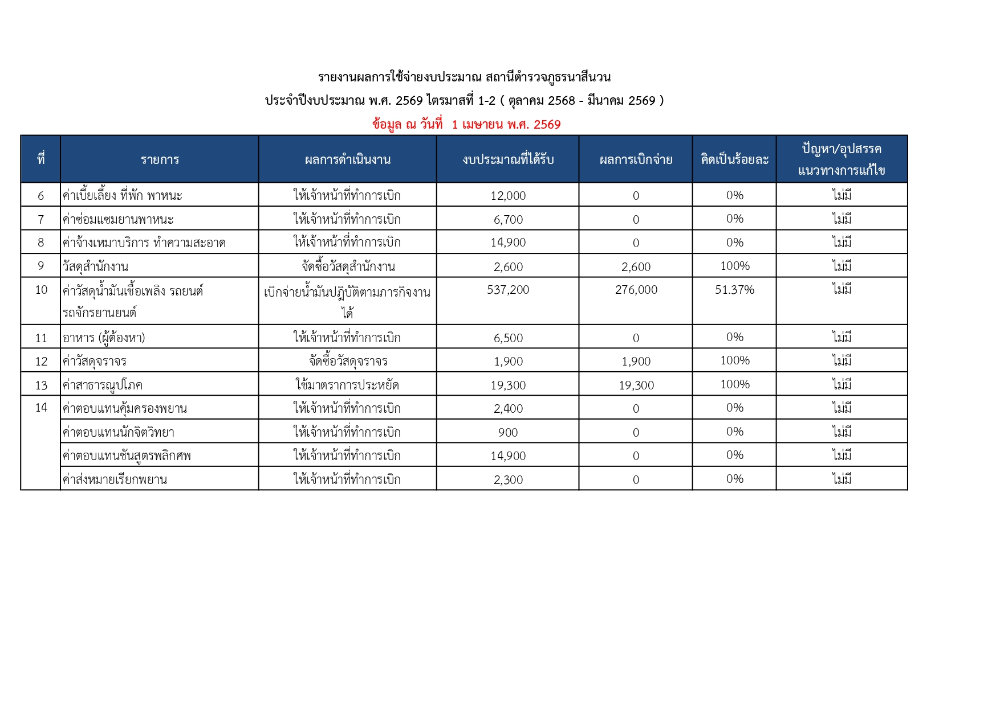 รายงานผลการใช้จ่ายงบประมาณ สถานีตำรวจภูธรนาสีนวน
ประจำปีงบประมาณ พ.ศ. 2569 ไตรมาสที่ 1-2 ( ตุลาคม 2568 - มีนาคม 2569 )
ข้อมูล ณ วันที่ 1 เมษายน พ.ศ. 2569
ที่ รายการ ผลการดำเนินงาน งบประมาณที่ได้รับ ผลการเบิกจ่าย คิดเป็นร้อยละ ปัญหา/อุปสรรค
แนวทางการแก้ไข
6 ค่าเบี้ยเลี้ยง ที่พัก พาหนะ ให้เจ้าหน้าที่ทำการเบิก 12,000 0 0% ไม่มี
7 ค่าซ่อมแซมยานพาหนะ ให้เจ้าหน้าที่ทำการเบิก 6,700 0 0% ไม่มี
8 ค่าจ้างเหมาบริการ ทำความสะอาด ให้เจ้าหน้าที่ทำการเบิก 14,900 0 0% ไม่มี
9 วัสดุสำนักงาน จัดซื้อวัสดุสำนักงาน 2,600 2,600 100% ไม่มี
10 ค่าวัสดุน้ำมันเชื้อเพลิง รถยนต์ เบิกจ่ายน้ำมันปฎิบัติตามภารกิจงาน 537,200 276,000 51.37% ไม่มี
รถจักรยานยนต์ ได้
11 อาหาร (ผู้ต้องหา) ให้เจ้าหน้าที่ทำการเบิก 6,500 0 0% ไม่มี
12 ค่าวัสดุจราจร จัดซื้อวัสดุจราจร 1,900 1,900 100% ไม่มี
13 ค่าสาธารณูปโภค ใช้มาตราการประหยัด 19,300 19,300 100% ไม่มี
14 ค่าตอบแทนคุ้มครองพยาน ให้เจ้าหน้าที่ทำการเบิก 2,400 0 0% ไม่มี
ค่าตอบแทนนักจิตวิทยา ให้เจ้าหน้าที่ทำการเบิก 900 0 0% ไม่มี
ค่าตอบแทนชันสูตรพลิกศพ ให้เจ้าหน้าที่ทำการเบิก 14,900 0 0% ไม่มี
ค่าส่งหมายเรียกพยาน ให้เจ้าหน้าที่ทำการเบิก 2,300 0 0% ไม่มี